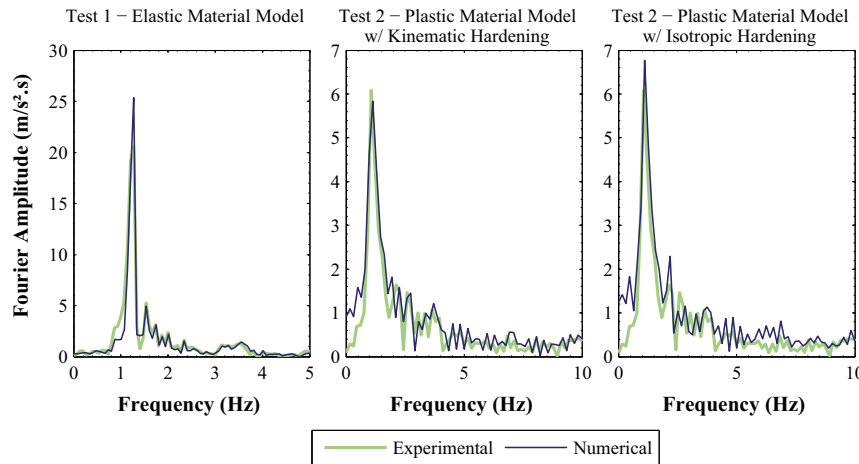 Test 1 − Elastic Material Model
Test 2 − Plastic Material Model
w/ Kinematic Hardening
Test 2 − Plastic Material Model
w/ Isotropic Hardening
Fourier Amplitude (m/s².s)
30
25
20
15
10
5
0
0 1 2 3 4 5
Frequency (Hz)
7
6
5
4
3
2
1
0
0 5 10
Frequency (Hz)
7
6
5
4
3
2
1
0
0 5 10
Frequency (Hz)
Experimental Numerical